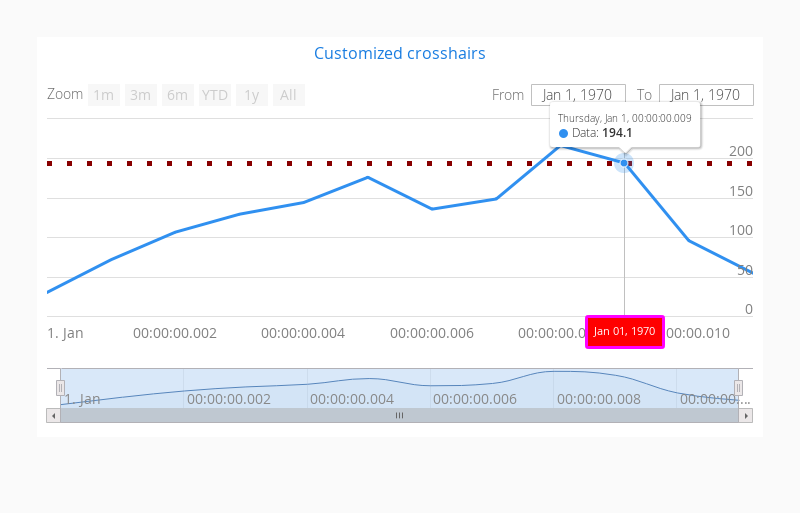 Customized crosshairs
Zoom 1m 3m 6m YTD 1y All From Jan 1, 1970 To Jan 1, 1970
Thursday, Jan 1, 00:00:00.009
Data: 194.1
200
150
100
50
0
1. Jan 00:00:00.002 00:00:00.004 00:00:00.006 00:00:00.0 Jan 01, 1970 00:00:00.010
1. Jan 00:00:00.002 00:00:00.004 00:00:00.006 00:00:00.008 00:00:00....